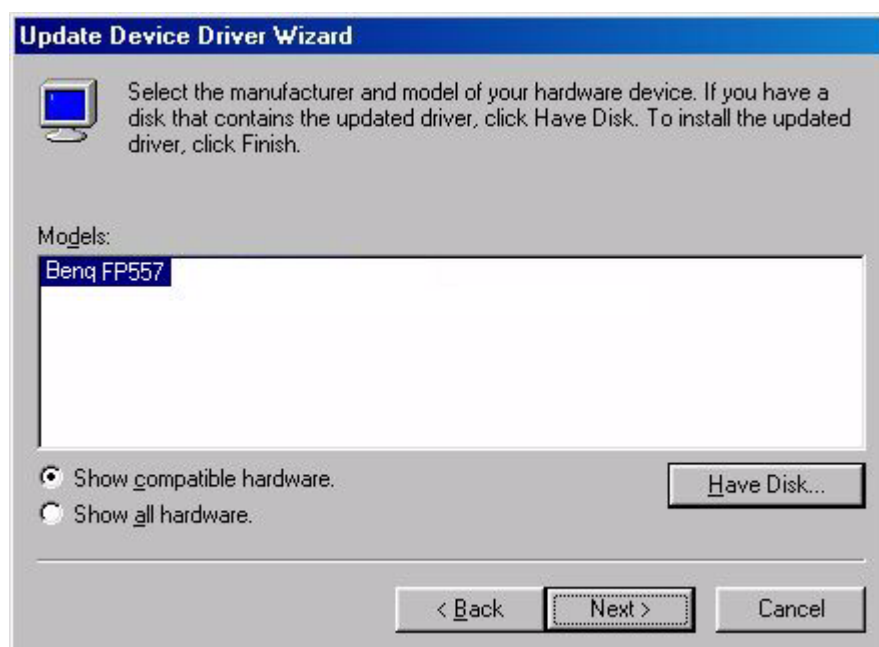 Update Device Driver Wizard
Select the manufacturer and model of your hardware device. If you have a
disk that contains the updated driver, click Have Disk. To install the updated
driver, click Finish.
Models:
Benq FP557
Show compatible hardware.
Have Disk...
Show all hardware.
< Back
Next >
Cancel